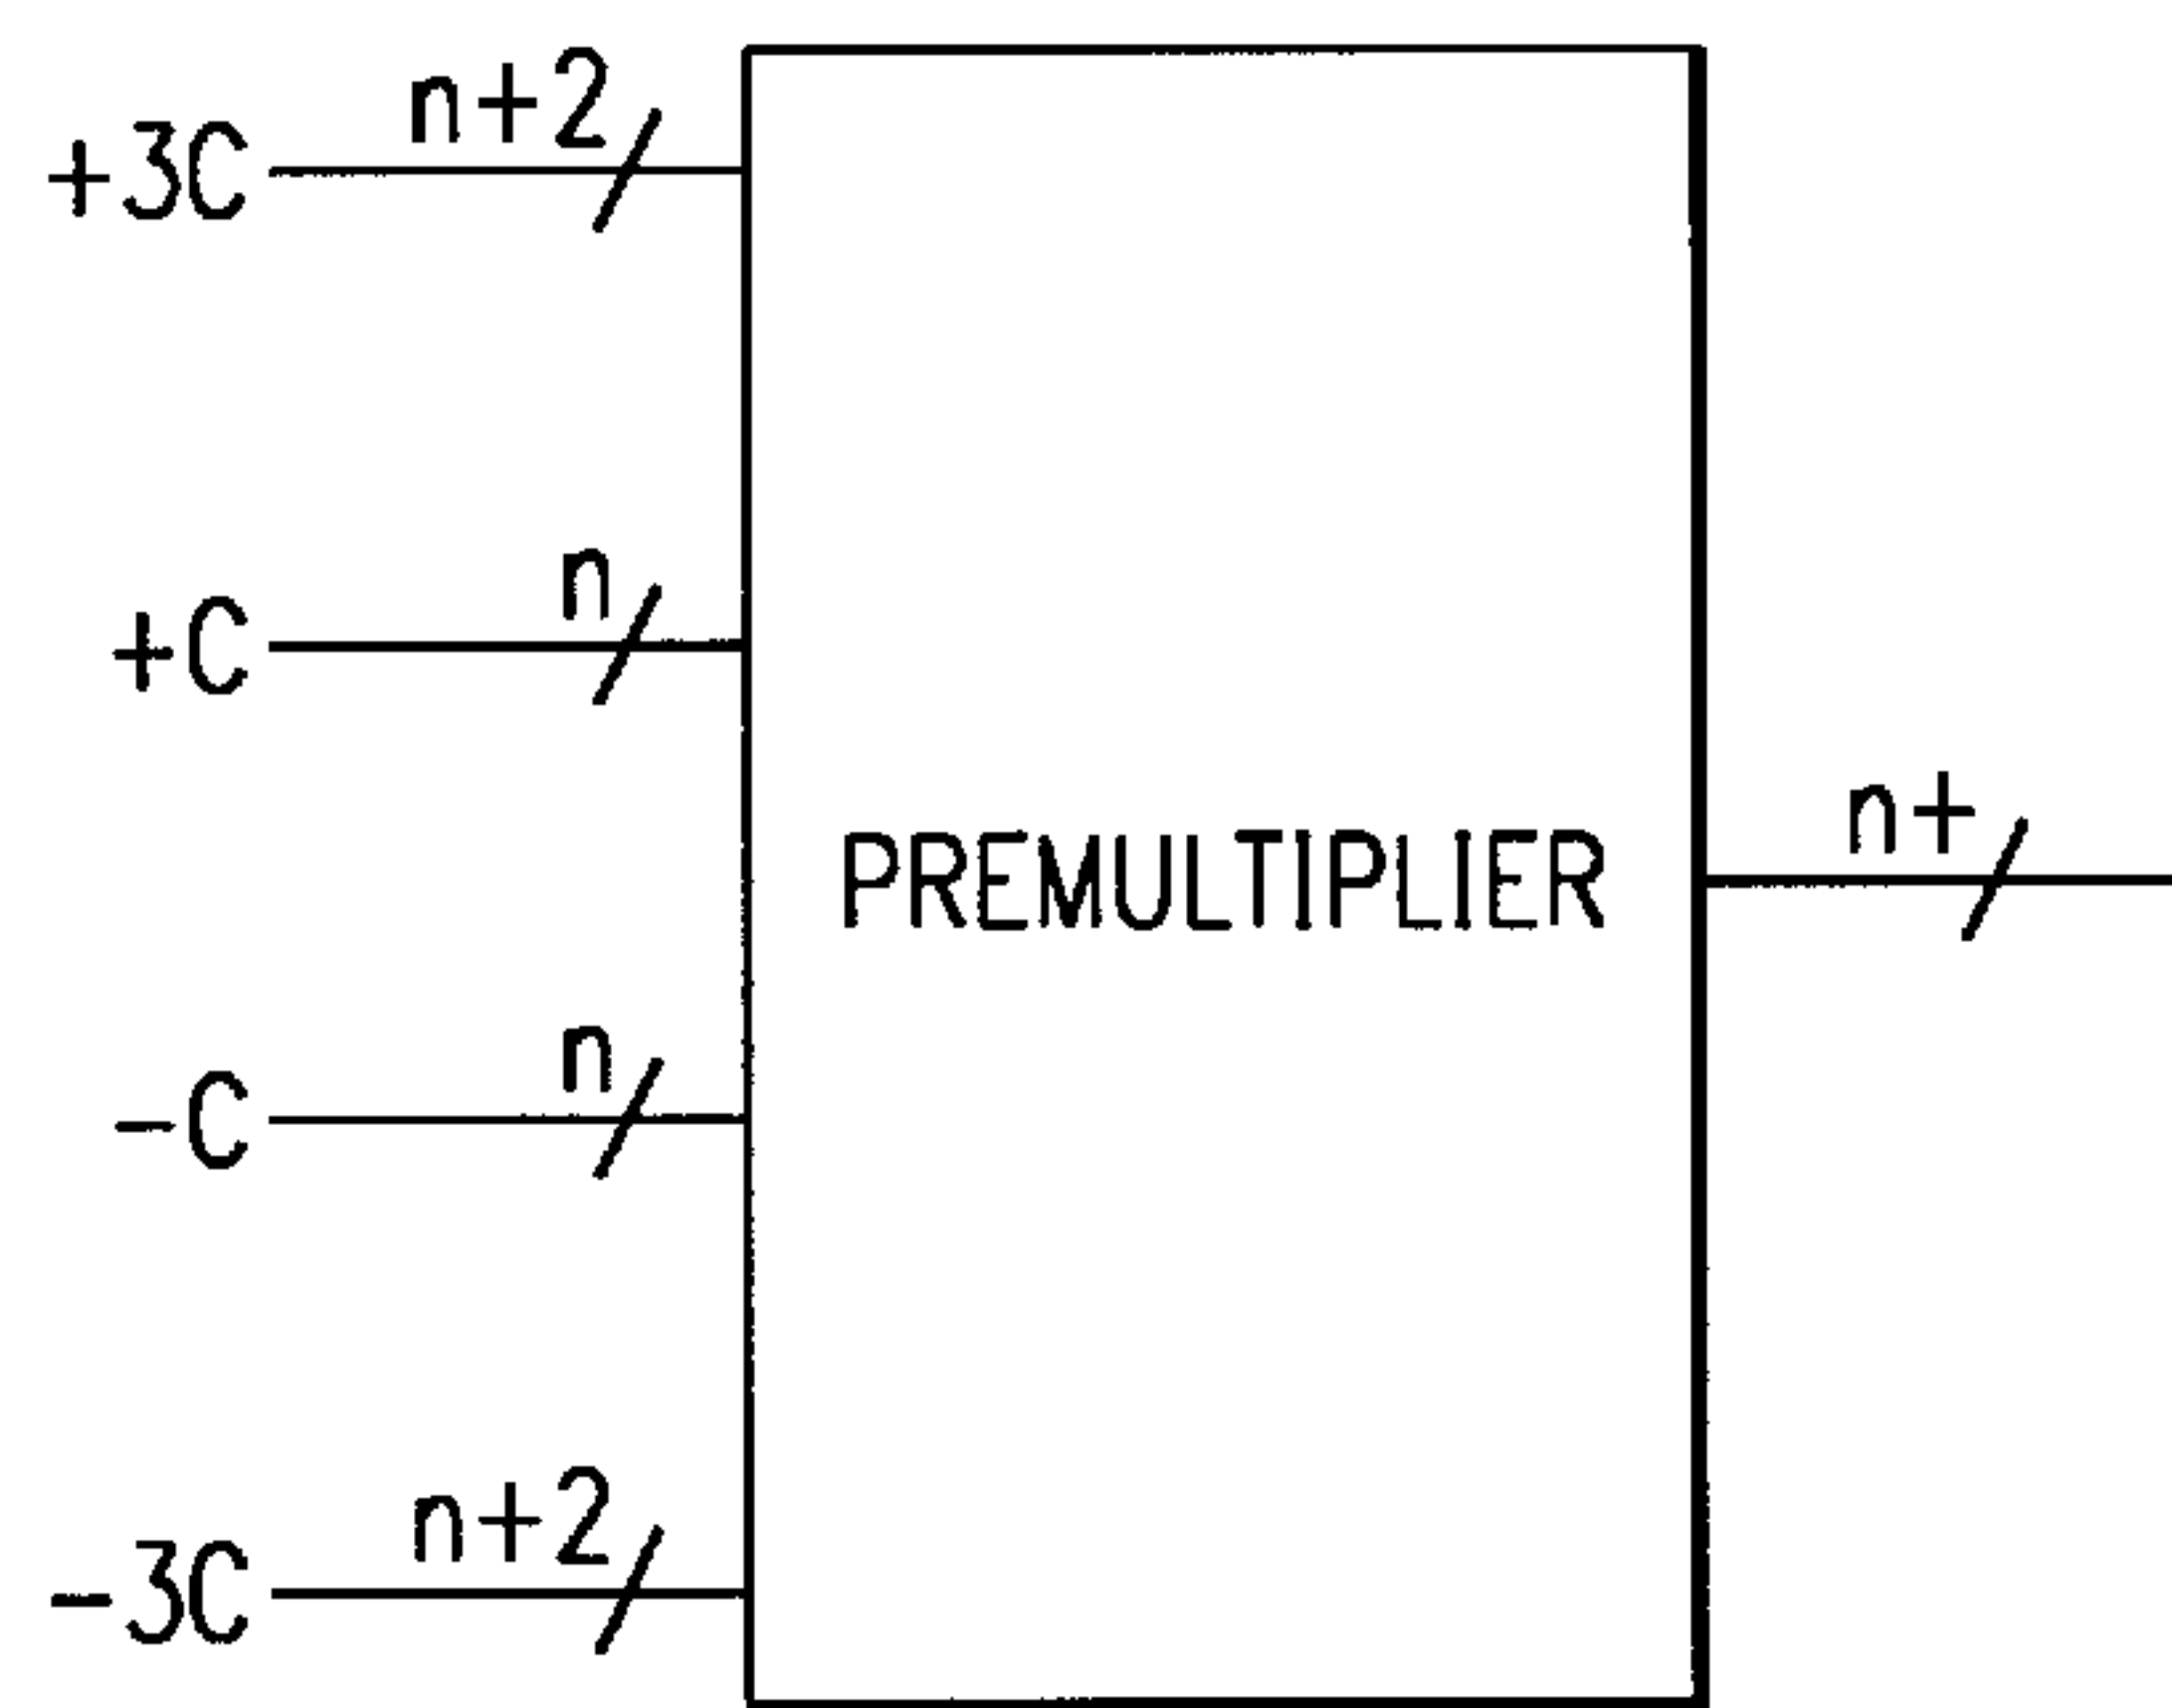 n+2
+3C
n
+C
PREMULTIPLIER
n+
n
-C
n+2
-3C